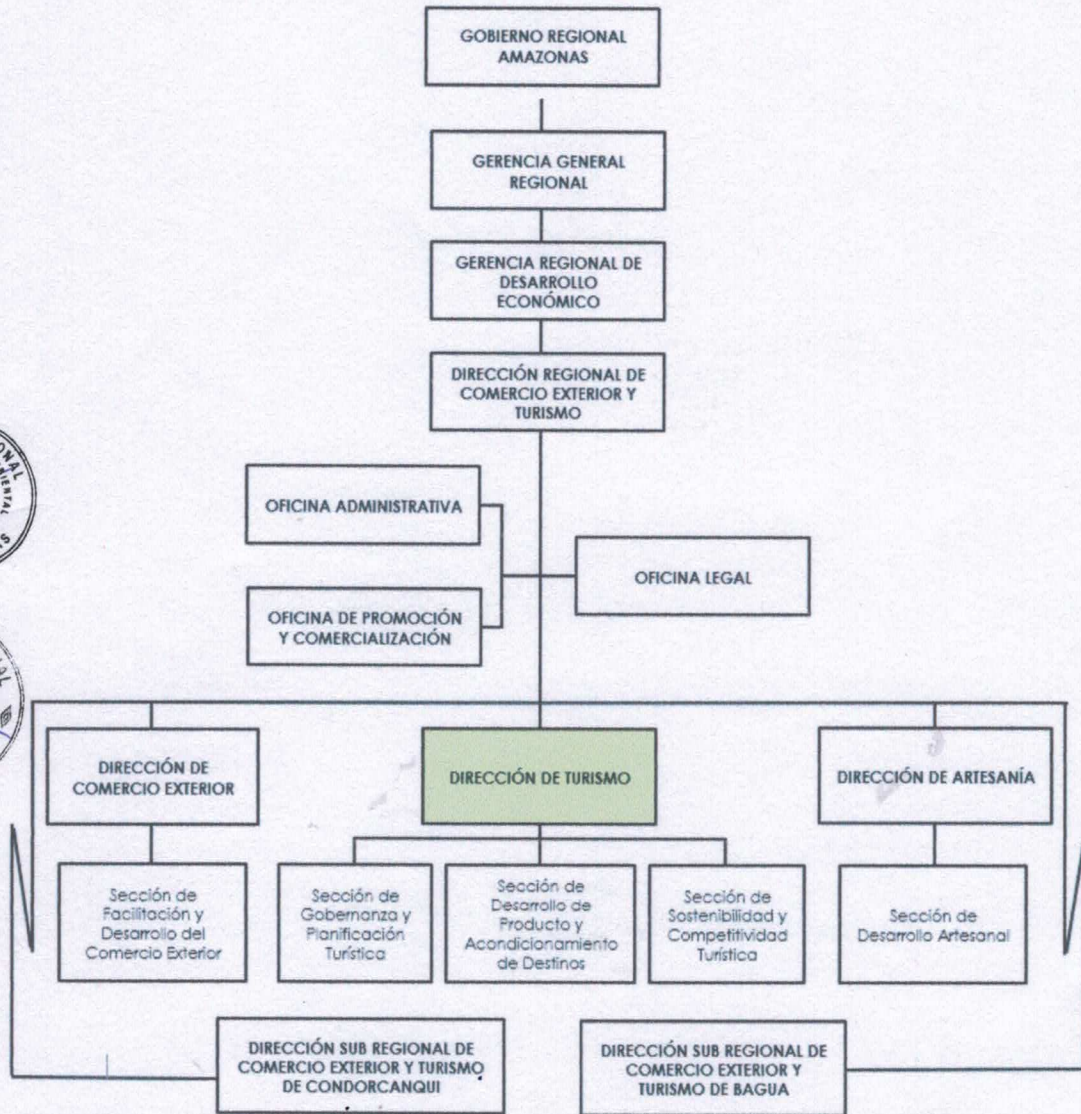 GOBIERNO REGIONAL
AMAZONAS
GERENCIA GENERAL
REGIONAL
GERENCIA REGIONAL DE
DESARROLLO
ECONÓMICO
DIRECCIÓN REGIONAL DE
COMERCIO EXTERIOR Y
TURISMO
OFICINA ADMINISTRATIVA
OFICINA LEGAL
OFICINA DE PROMOCIÓN
Y COMERCIALIZACIÓN
DIRECCIÓN DE
COMERCIO EXTERIOR
DIRECCIÓN DE TURISMO
DIRECCIÓN DE ARTESANÍA
Sección de
Facilitación y
Desarrollo del
Comercio Exterior
Sección de
Gobernanza y
Planificación
Turística
Sección de
Desarrollo de
Producto y
Acondicionamiento
de Destinos
Sección de
Sostenibilidad y
Competitividad
Turística
Sección de
Desarrollo Artesanal
DIRECCIÓN SUB REGIONAL DE
COMERCIO EXTERIOR Y TURISMO
DE CONDORCANQUI
DIRECCIÓN SUB REGIONAL DE
COMERCIO EXTERIOR Y
TURISMO DE BAGUA